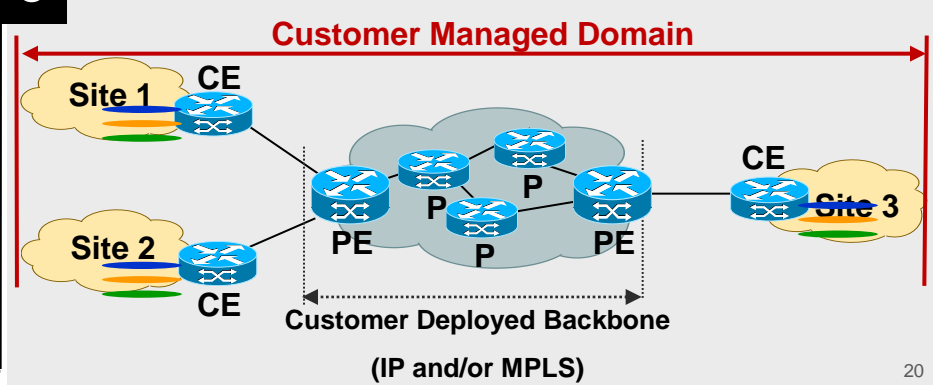 Customer Managed Domain
Site 1
CE
Site 2
CE
PE
P
P
P
PE
CE
Site 3
Customer Deployed Backbone
(IP and/or MPLS)
20